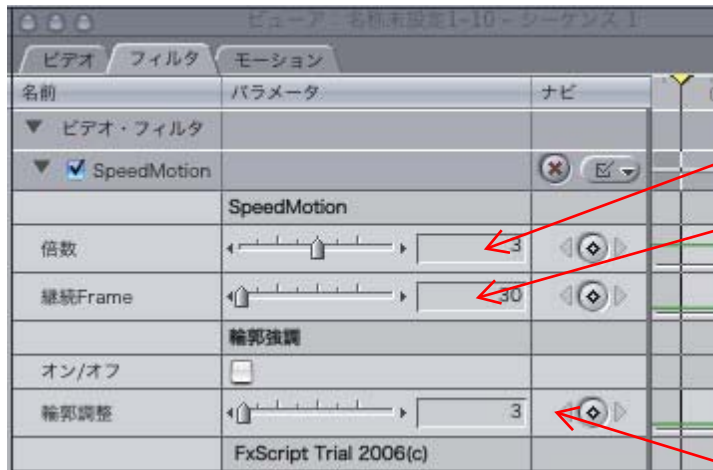 ビューア：名称未設定1-10 - シーケンス 1
ビデオ フィルタ モーション
名前 パラメータ ナビ
ビデオ・フィルタ
SpeedMotion
SpeedMotion
倍数 3
継続Frame 30
輪郭強調
オン/オフ
輪郭調整 3
FxScript Trial 2006(c)